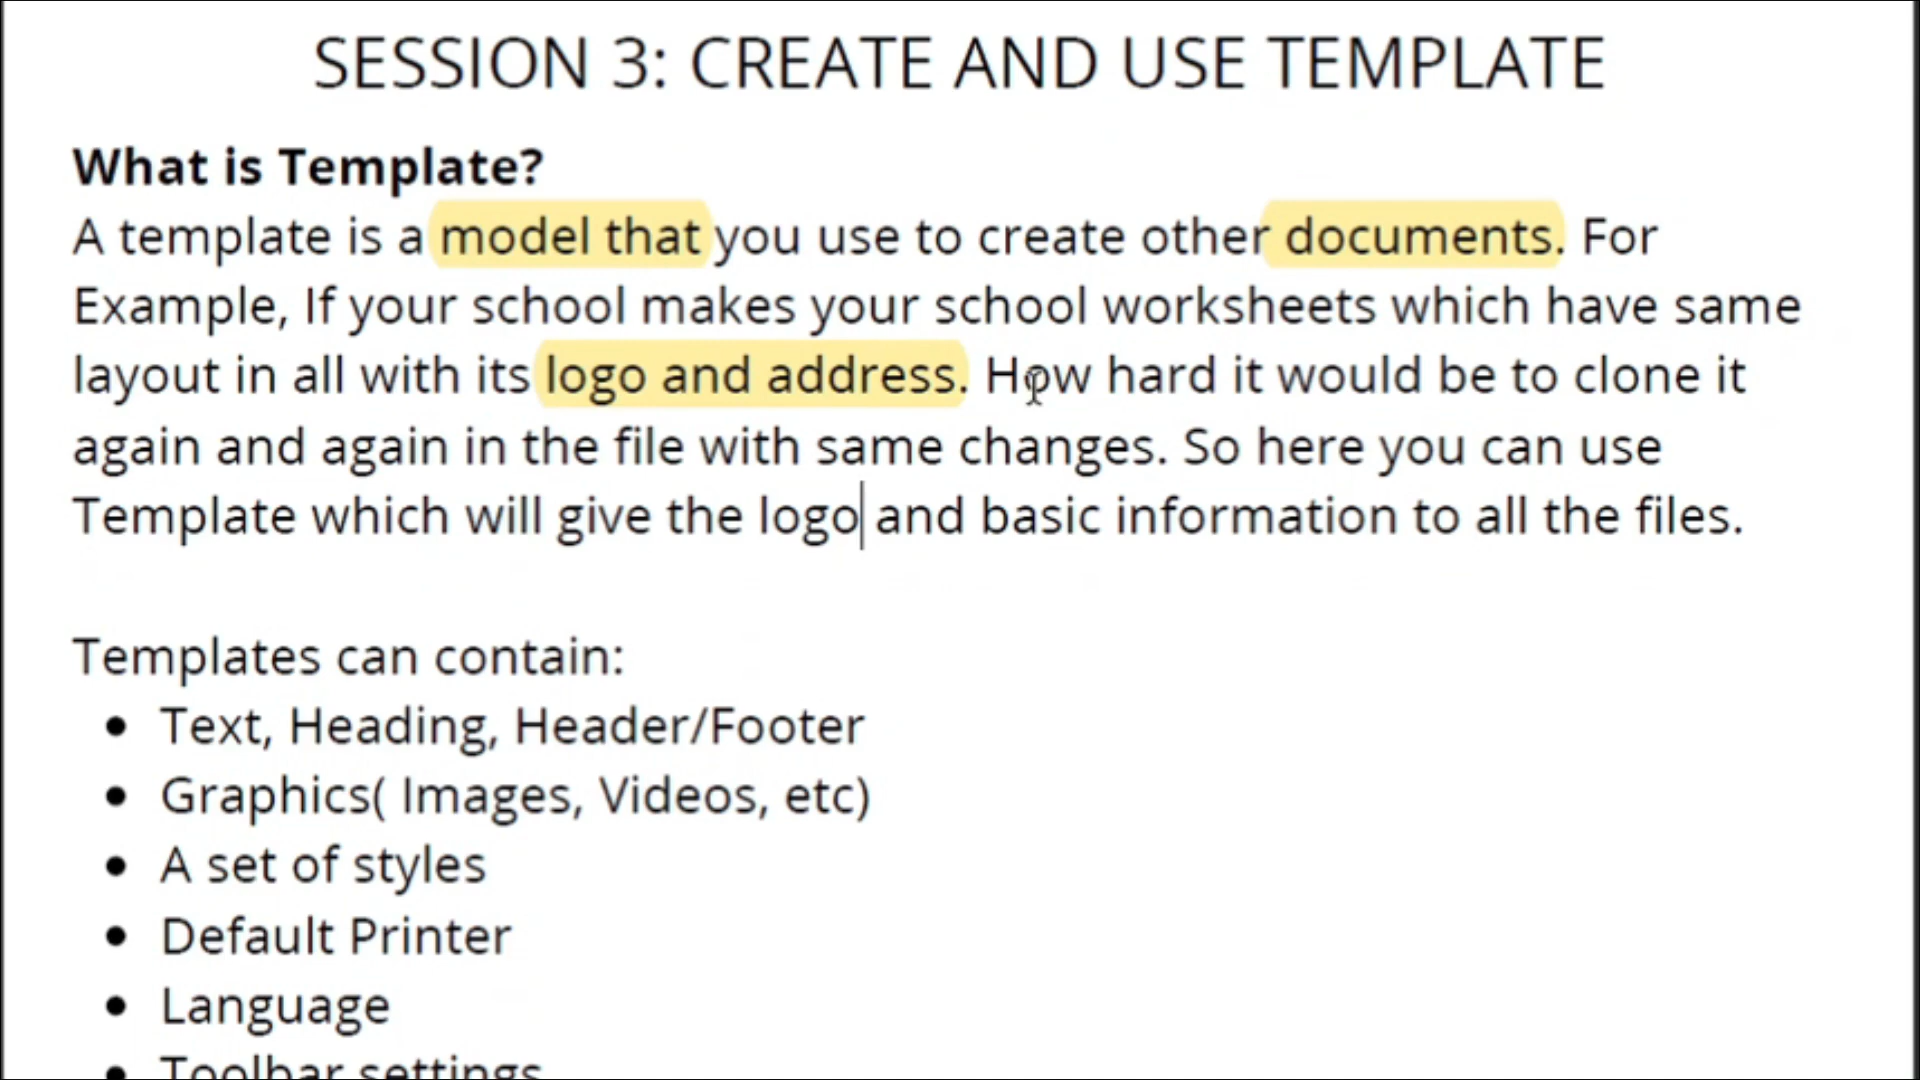 SESSION 3: CREATE AND USE TEMPLATE
What is Template?
A template is a model that you use to create other documents. For
Example, If your school makes your school worksheets which have same
layout in all with its logo and address. How hard it would be to clone it
again and again in the file with same changes. So here you can use
Template which will give the logo and basic information to all the files.
Templates can contain:
• Text, Heading, Header/Footer
• Graphics( Images, Videos, etc)
• A set of styles
• Default Printer
• Language
• Toolbar settings